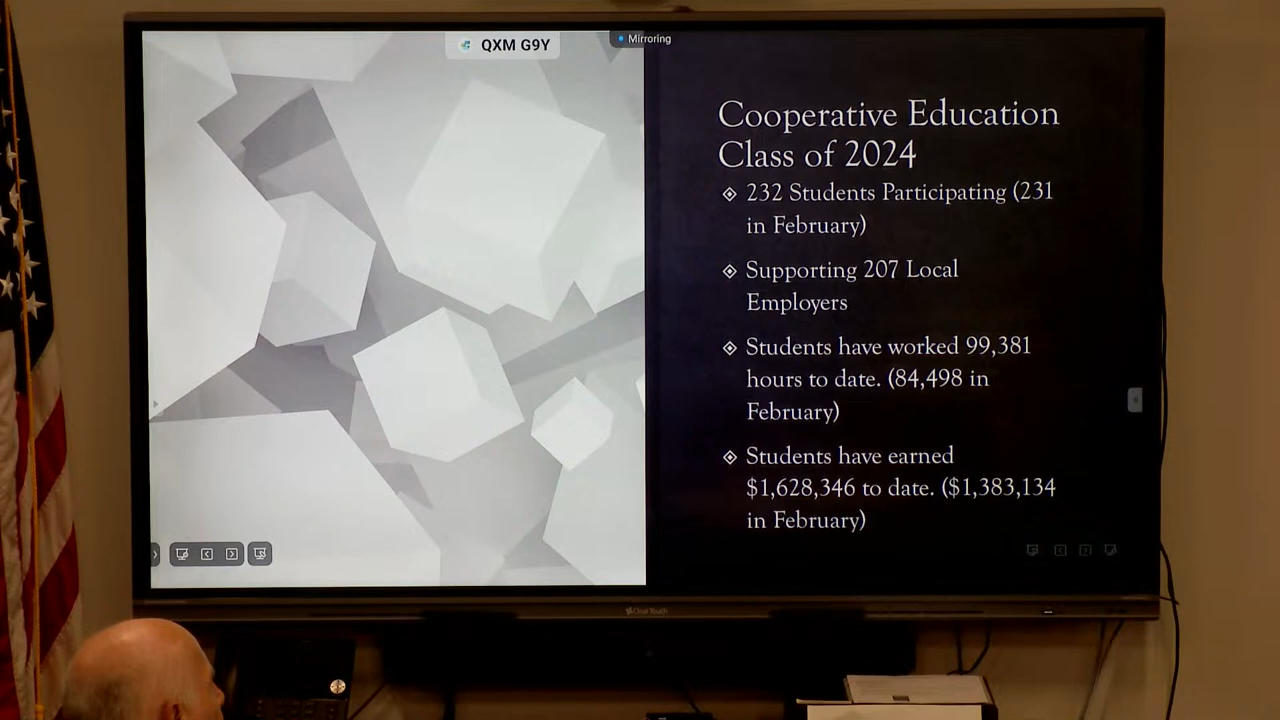 QXM G9Y
Mirroring
Cooperative Education
Class of 2024
232 Students Participating (231
in February)
Supporting 207 Local
Employers
Students have worked 99,381
hours to date. (84,498 in
February)
Students have earned
$1,628,346 to date. ($1,383,134
in February)
Clear Touch